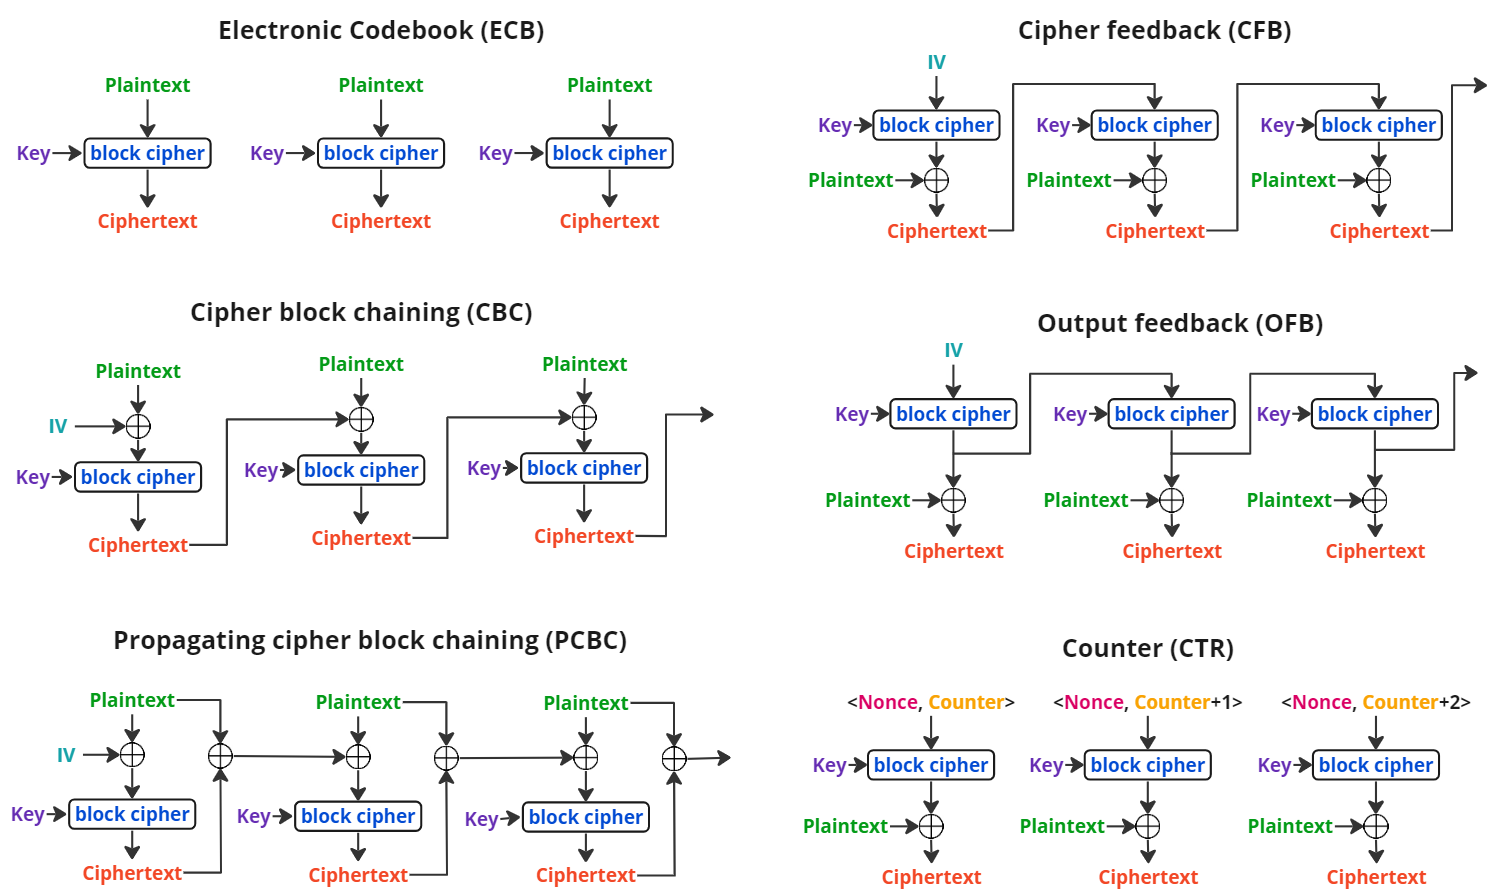 Electronic Codebook (ECB)
Plaintext Plaintext Plaintext
Key block cipher Key block cipher Key block cipher
Ciphertext Ciphertext Ciphertext
Cipher block chaining (CBC)
Plaintext Plaintext Plaintext
IV
Key block cipher Key block cipher Key block cipher
Ciphertext Ciphertext Ciphertext
Propagating cipher block chaining (PCBC)
Plaintext Plaintext Plaintext
IV
Key block cipher Key block cipher Key block cipher
Ciphertext Ciphertext Ciphertext
Cipher feedback (CFB)
IV
Key block cipher Key block cipher Key block cipher
Plaintext Plaintext Plaintext
Ciphertext Ciphertext Ciphertext
Output feedback (OFB)
IV
Key block cipher Key block cipher Key block cipher
Plaintext Plaintext Plaintext
Ciphertext Ciphertext Ciphertext
Counter (CTR)
<Nonce, Counter> <Nonce, Counter+1> <Nonce, Counter+2>
Key block cipher Key block cipher Key block cipher
Plaintext Plaintext Plaintext
Ciphertext Ciphertext Ciphertext